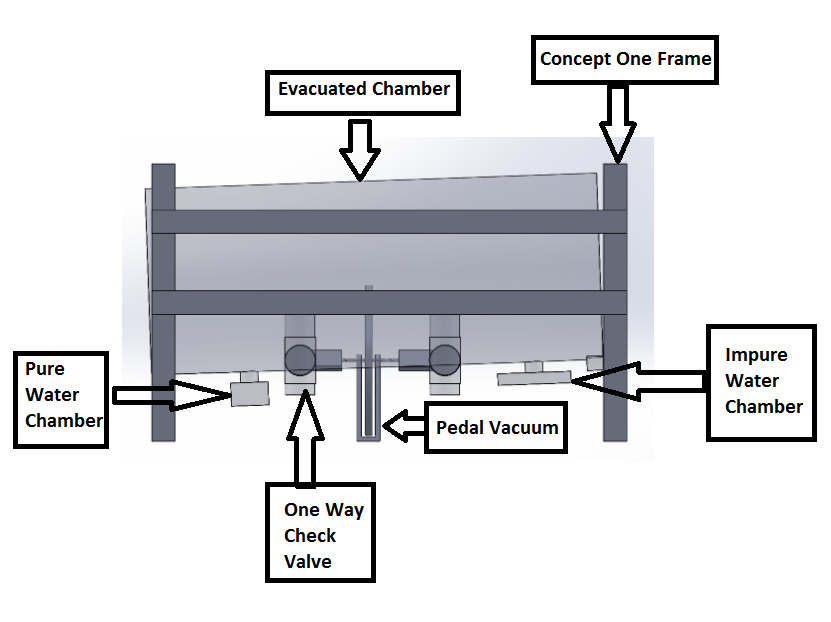 Concept One Frame
Evacuated Chamber
Pure
Water
Chamber
Impure
Water
Chamber
Pedal Vacuum
One Way
Check
Valve